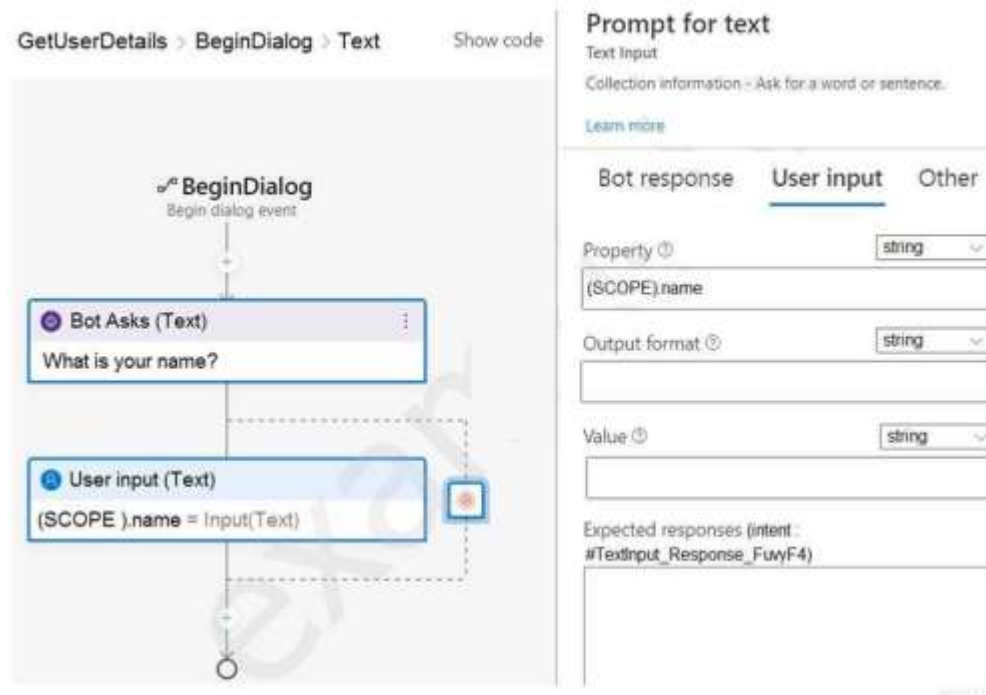 GetUserDetails > BeginDialog > Text
Show code
BeginDialog
Begin dialog event
Bot Asks (Text)
What is your name?
User input (Text)
(SCOPE ).name = Input(Text)
Prompt for text
Text Input
Collection information - Ask for a word or sentence.
Learn more
Bot response User input Other
Property string
(SCOPE).name
Output format string
Value string
Expected responses (intent :
#TextInput_Response_FuvyF4)